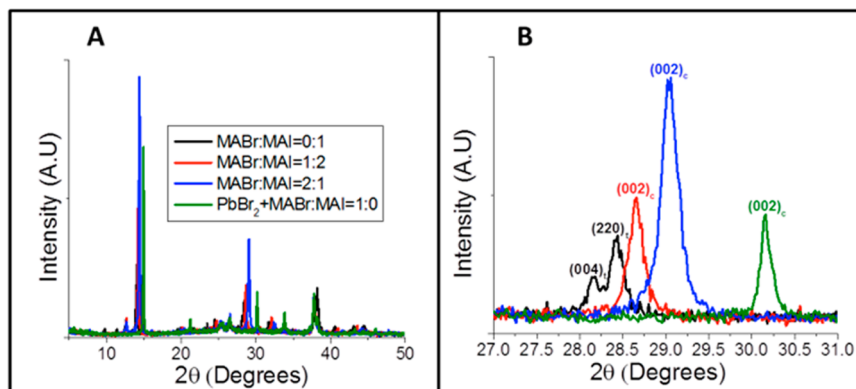 A
Intensity (A.U)
MABr:MAI=0:1
MABr:MAI=1:2
MABr:MAI=2:1
PbBr₂+MABr:MAI=1:0
10 20 30 40 50
2θ (Degrees)
B
Intensity (A.U)
(002)c
(002)c
(002)c
(220)t
(004)t
27.0 27.5 28.0 28.5 29.0 29.5 30.0 30.5 31.0
2θ (Degrees)